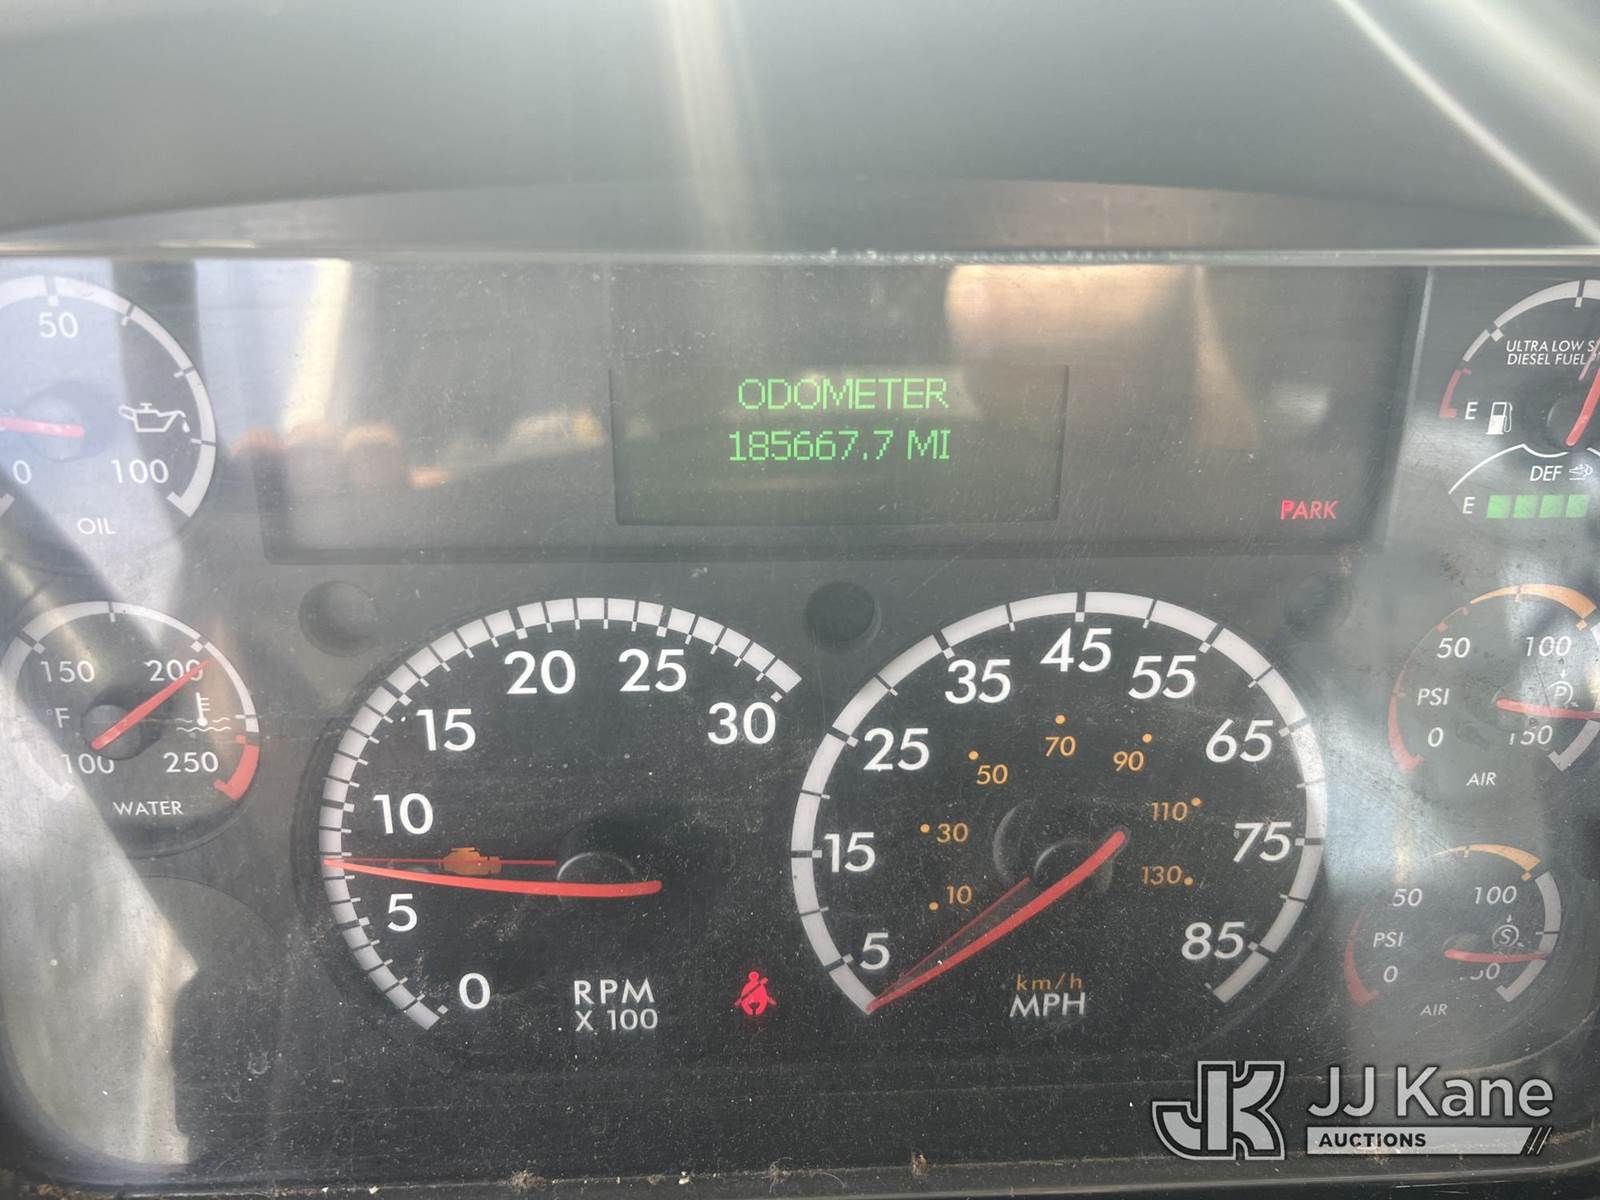 ODOMETER
185667.7 MI
PARK
50
0
100
OIL
ULTRA LOW S
DIESEL FUEL
E
DEF
E
150
200
°F
100
250
WATER
0
5
10
15
20
25
30
RPM
X 100
5
15
25
35
45
55
65
75
85
10
30
50
70
90
110
130
km/h
MPH
50
100
PSI
P
0
150
AIR
50
100
PSI
S
0
AIR
JK
JJ Kane
AUCTIONS